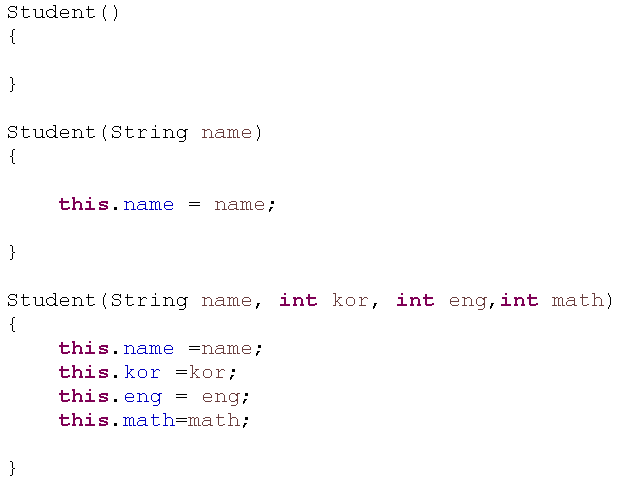 Student()
{
}
Student(String name)
{
this.name = name;
}
Student(String name, int kor, int eng,int math)
{
this.name =name;
this.kor =kor;
this.eng = eng;
this.math=math;
}